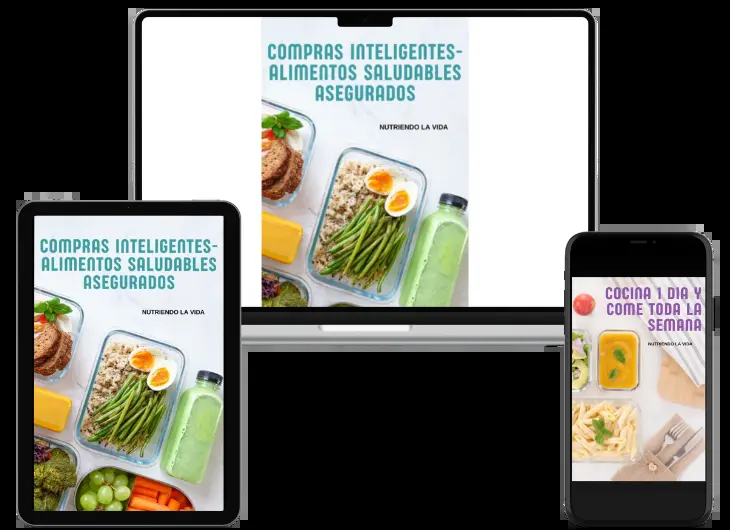 COMPRAS INTELIGENTES-
ALIMENTOS SALUDABLES
ASEGURADOS
NUTRIENDO LA VIDA
COMPRAS INTELIGENTES-
ALIMENTOS SALUDABLES
ASEGURADOS
NUTRIENDO LA VIDA
COCINA 1 DIA Y
COME TODA LA
SEMANA
NUTRIENDO LA VIDA